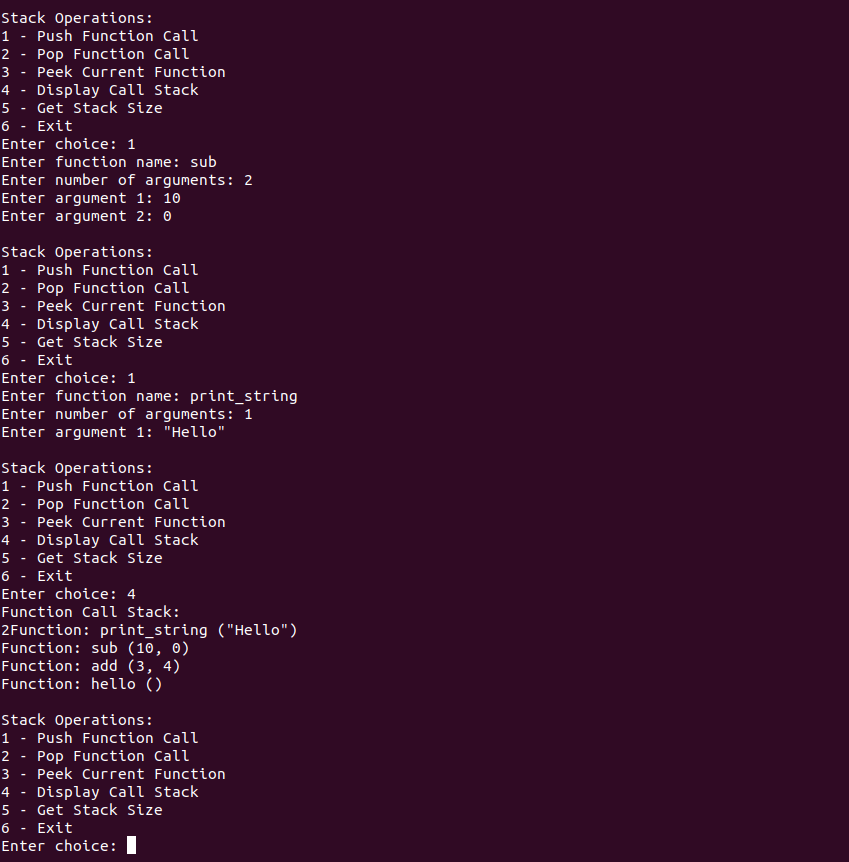 Stack Operations:
1 - Push Function Call
2 - Pop Function Call
3 - Peek Current Function
4 - Display Call Stack
5 - Get Stack Size
6 - Exit
Enter choice: 1
Enter function name: sub
Enter number of arguments: 2
Enter argument 1: 10
Enter argument 2: 0

Stack Operations:
1 - Push Function Call
2 - Pop Function Call
3 - Peek Current Function
4 - Display Call Stack
5 - Get Stack Size
6 - Exit
Enter choice: 1
Enter function name: print_string
Enter number of arguments: 1
Enter argument 1: "Hello"

Stack Operations:
1 - Push Function Call
2 - Pop Function Call
3 - Peek Current Function
4 - Display Call Stack
5 - Get Stack Size
6 - Exit
Enter choice: 4
Function Call Stack:
2Function: print_string ("Hello")
Function: sub (10, 0)
Function: add (3, 4)
Function: hello ()

Stack Operations:
1 - Push Function Call
2 - Pop Function Call
3 - Peek Current Function
4 - Display Call Stack
5 - Get Stack Size
6 - Exit
Enter choice: